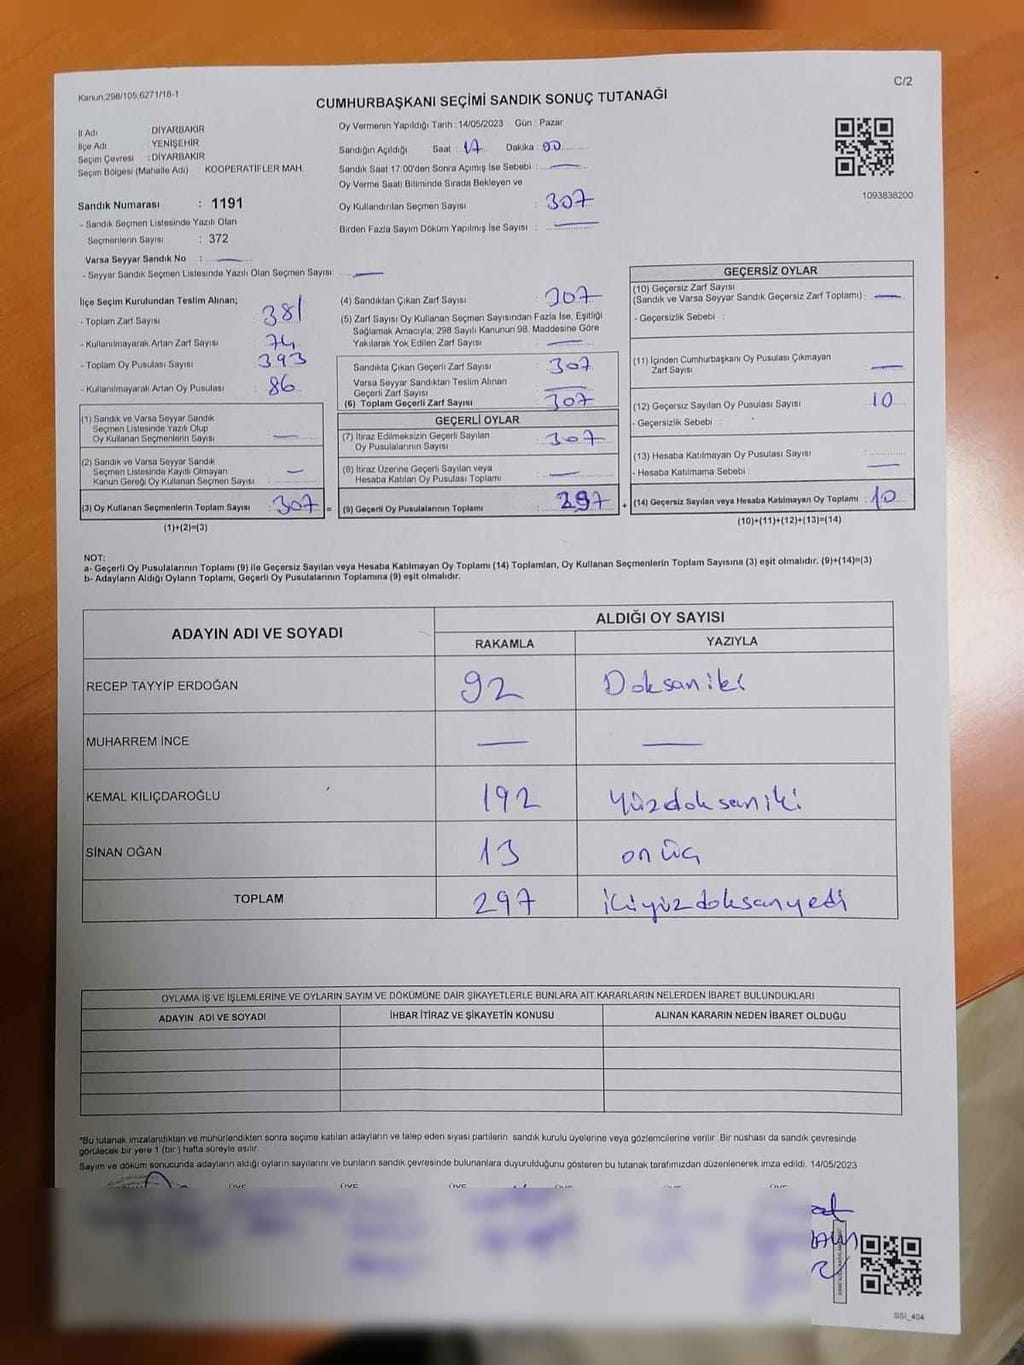 Kanun;298/105;6271/18-1
C/2
CUMHURBAŞKANI SEÇİMİ SANDIK SONUÇ TUTANAĞI
İl Adı : DİYARBAKIR
İlçe Adı : YENİŞEHİR
Seçim Çevresi : DİYARBAKIR
Seçim Bölgesi (Mahalle Adı) KOOPERATİFLER MAH.
Oy Vermenin Yapıldığı Tarih : 14/05/2023 Gün : Pazar
Sandığın Açıldığı Saat : 17 Dakika : 00
Sandık Saat 17:00'den Sonra Açımış İse Sebebi : —
Oy Verme Saati Bitiminde Sırada Bekleyen ve
Oy Kullandırılan Seçmen Sayısı : 307
Birden Fazla Sayım Döküm Yapılmış İse Sayısı : —
1093838200
Sandık Numarası : 1191
- Sandık Seçmen Listesinde Yazılı Olan
Seçmenlerin Sayısı : 372
Varsa Seyyar Sandık No : —
- Seyyar Sandık Seçmen Listesinde Yazılı Olan Seçmen Sayısı: —
İlçe Seçim Kurulundan Teslim Alınan;
- Toplam Zarf Sayısı : 381
- Kullanılmayarak Artan Zarf Sayısı : 74
- Toplam Oy Pusulası Sayısı : 393
- Kullanılmayarak Artan Oy Pusulası : 86
(1) Sandık ve Varsa Seyyar Sandık
Seçmen Listesinde Yazılı Olup
Oy Kullanan Seçmenlerin Sayısı : —
(2) Sandık ve Varsa Seyyar Sandık
Seçmen Listesinde Kayıtlı Olmayan
Kanun Gereği Oy Kullanan Seçmen Sayısı : —
(3) Oy Kullanan Seçmenlerin Toplam Sayısı : 307 =
(1)+(2)=(3)
(4) Sandıktan Çıkan Zarf Sayısı : 307
(5) Zarf Sayısı Oy Kullanan Seçmen Sayısından Fazla İse, Eşitliği
Sağlamak Amacıyla; 298 Sayılı Kanunun 98. Maddesine Göre
Yakılarak Yok Edilen Zarf Sayısı : —
Sandıkta Çıkan Geçerli Zarf Sayısı : 307
Varsa Seyyar Sandıktan Teslim Alınan
Geçerli Zarf Sayısı : —
(6) Toplam Geçerli Zarf Sayısı : 307
GEÇERLİ OYLAR
(7) İtiraz Edilmeksizin Geçerli Sayılan
Oy Pusulalarının Sayısı : 307
(8) İtiraz Üzerine Geçerli Sayılan veya
Hesaba Katılan Oy Pusulası Toplamı : —
(9) Geçerli Oy Pusulalarının Toplamı : 297 +
GEÇERSİZ OYLAR
(10) Geçersiz Zarf Sayısı
(Sandık ve Varsa Seyyar Sandık Geçersiz Zarf Toplamı) : —
- Geçersizlik Sebebi :
(11) İçinden Cumhurbaşkanı Oy Pusulası Çıkmayan
Zarf Sayısı : —
(12) Geçersiz Sayılan Oy Pusulası Sayısı : 10
- Geçersizlik Sebebi :
(13) Hesaba Katılmayan Oy Pusulası Sayısı : —
- Hesaba Katılmama Sebebi :
(14) Geçersiz Sayılan veya Hesaba Katılmayan Oy Toplamı : 10
(10)+(11)+(12)+(13)=(14)
NOT:
a- Geçerli Oy Pusulalarının Toplamı (9) ile Geçersiz Sayılan veya Hesaba Katılmayan Oy Toplamı (14) Toplamları, Oy Kullanan Seçmenlerin Toplam Sayısına (3) eşit olmalıdır. (9)+(14)=(3)
b- Adayların Aldığı Oyların Toplamı, Geçerli Oy Pusulalarının Toplamına (9) eşit olmalıdır.
ADAYIN ADI VE SOYADI ALDIĞI OY SAYISI
RAKAMLA YAZIYLA
RECEP TAYYİP ERDOĞAN 92 Doksaniki
MUHARREM İNCE — —
KEMAL KILIÇDAROĞLU 192 Yüzdoksaniki
SİNAN OĞAN 13 onüç
TOPLAM 297 ikiyüzdoksanyedi
OYLAMA İŞ VE İŞLEMLERİNE VE OYLARIN SAYIM VE DÖKÜMÜNE DAİR ŞİKAYETLERLE BUNLARA AİT KARARLARIN NELERDEN İBARET BULUNDUKLARI
ADAYIN ADI VE SOYADI İHBAR İTİRAZ VE ŞİKAYETİN KONUSU ALINAN KARARIN NEDEN İBARET OLDUĞU
"Bu tutanak imzalandıktan ve mühürlendikten sonra seçime katılan adayların ve talep eden siyasi partilerin sandık kurulu üyelerine veya gözlemcilerine verilir. Bir nüshası da sandık çevresinde
görülecek bir yere 1 (bir) hafta süreyle asılır.
Sayım ve döküm sonucunda adayların aldığı oyların sayılarını ve bunların sandık çevresinde bulunanlara duyurulduğunu gösteren bu tutanak tarafımızdan düzenlenerek imza edildi. 14/05/2023
GSI_404